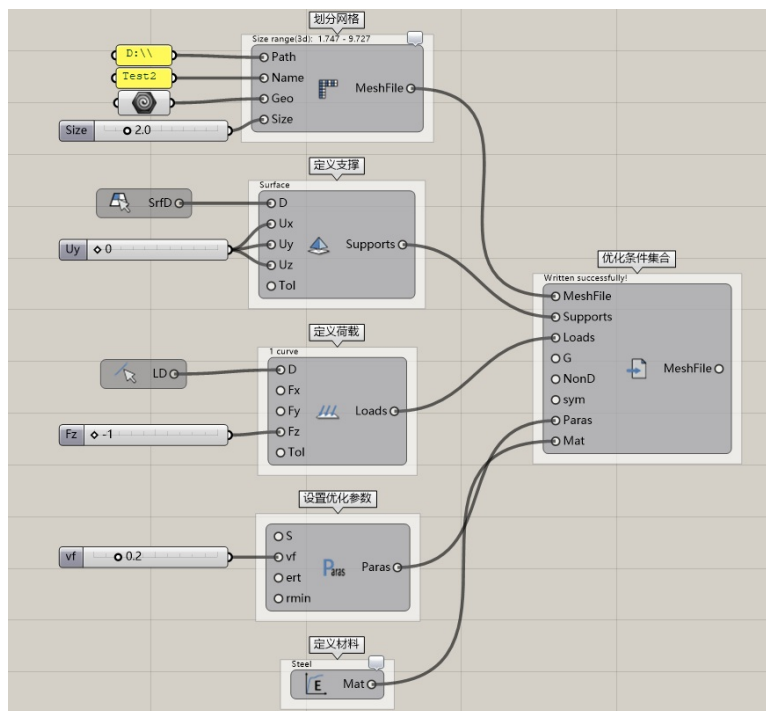 划分网格
Size range(3d): 1.747 - 9.727
D:\\
Test2
Path
Name
Geo
Size
MeshFile
Size
2.0
定义支撑
Surface
SrfD
D
Ux
Uy
Uz
Tol
Supports
Uy
0
优化条件集合
Written successfully!
MeshFile
Supports
Loads
G
NonD
sym
Paras
Mat
MeshFile
定义荷载
1 curve
LD
D
Fx
Fy
Fz
Tol
Loads
Fz
-1
设置优化参数
S
vf
ert
rmin
Paras
Paras
vf
0.2
定义材料
Steel
E
Mat